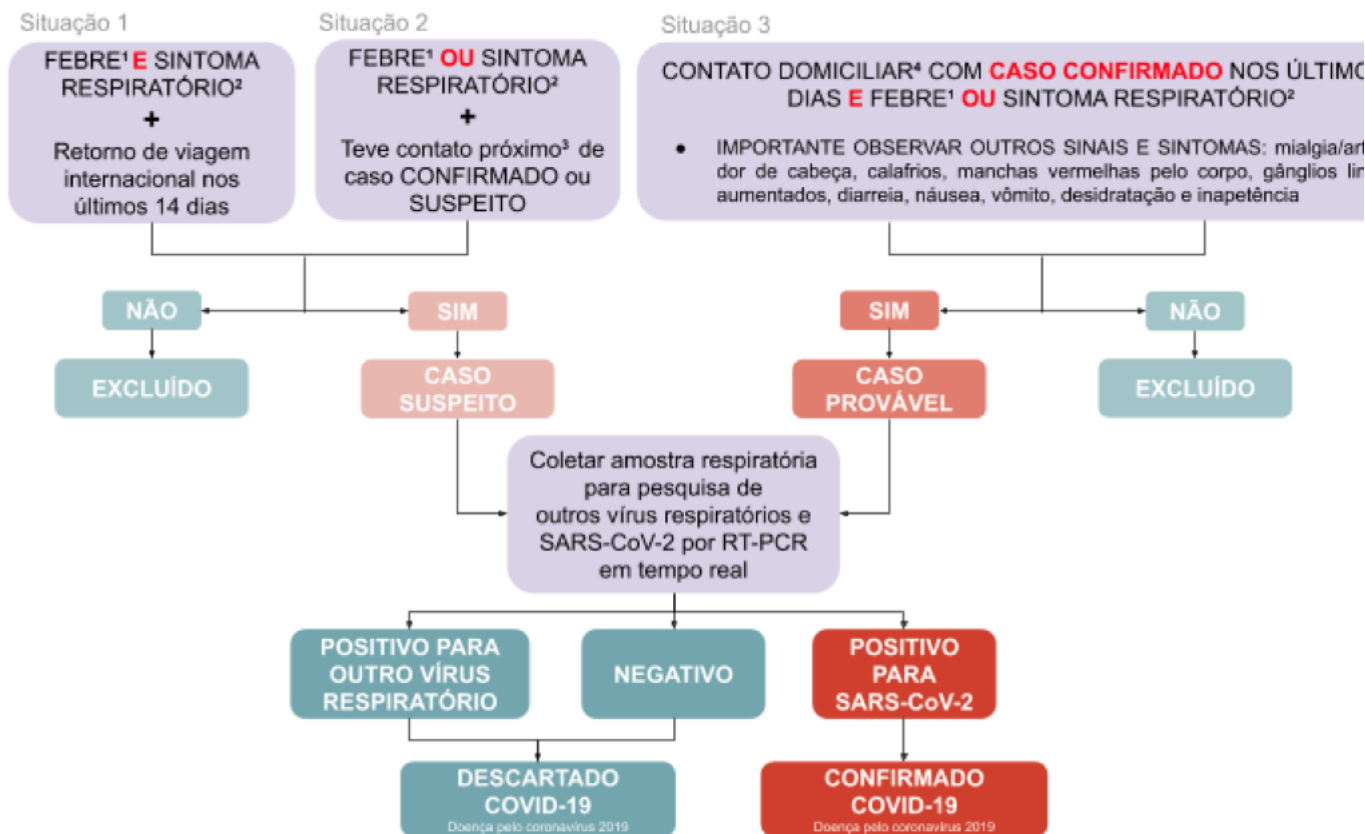 Situação 1
FEBRE¹ E SINTOMA
RESPIRATÓRIO²
+
Retorno de viagem
internacional nos
últimos 14 dias
Situação 2
FEBRE¹ OU SINTOMA
RESPIRATÓRIO²
+
Teve contato próximo³ de
caso CONFIRMADO ou
SUSPEITO
Situação 3
CONTATO DOMICILIAR⁴ COM CASO CONFIRMADO NOS ÚLTIMO
DIAS E FEBRE¹ OU SINTOMA RESPIRATÓRIO²
● IMPORTANTE OBSERVAR OUTROS SINAIS E SINTOMAS: mialgia/art
dor de cabeça, calafrios, manchas vermelhas pelo corpo, gânglios lin
aumentados, diarreia, náusea, vômito, desidratação e inapetência
NÃO
SIM
SIM
NÃO
EXCLUÍDO
CASO
SUSPEITO
CASO
PROVÁVEL
EXCLUÍDO
Coletar amostra respiratória
para pesquisa de
outros vírus respiratórios e
SARS-CoV-2 por RT-PCR
em tempo real
POSITIVO PARA
OUTRO VÍRUS
RESPIRATÓRIO
NEGATIVO
POSITIVO
PARA
SARS-CoV-2
DESCARTADO
COVID-19
Doença pelo coronavírus 2019
CONFIRMADO
COVID-19
Doença pelo coronavírus 2019